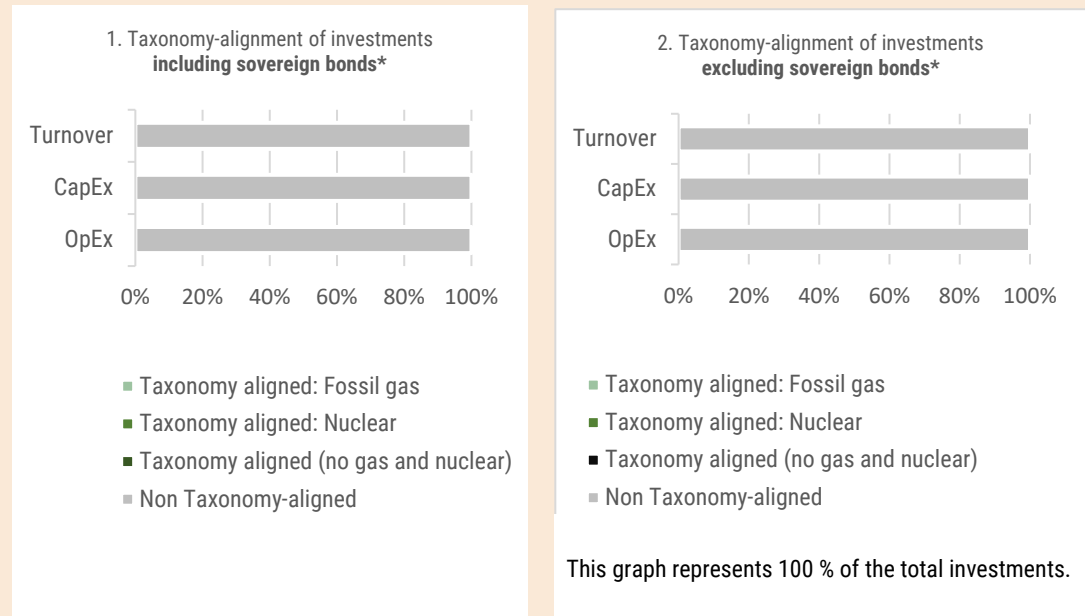 1. Taxonomy-alignment of investments
including sovereign bonds*
Turnover
CapEx
OpEx
0% 20% 40% 60% 80% 100%
Taxonomy aligned: Fossil gas
Taxonomy aligned: Nuclear
Taxonomy aligned (no gas and nuclear)
Non Taxonomy-aligned
2. Taxonomy-alignment of investments
excluding sovereign bonds*
Turnover
CapEx
OpEx
0% 20% 40% 60% 80% 100%
Taxonomy aligned: Fossil gas
Taxonomy aligned: Nuclear
Taxonomy aligned (no gas and nuclear)
Non Taxonomy-aligned
This graph represents 100 % of the total investments.